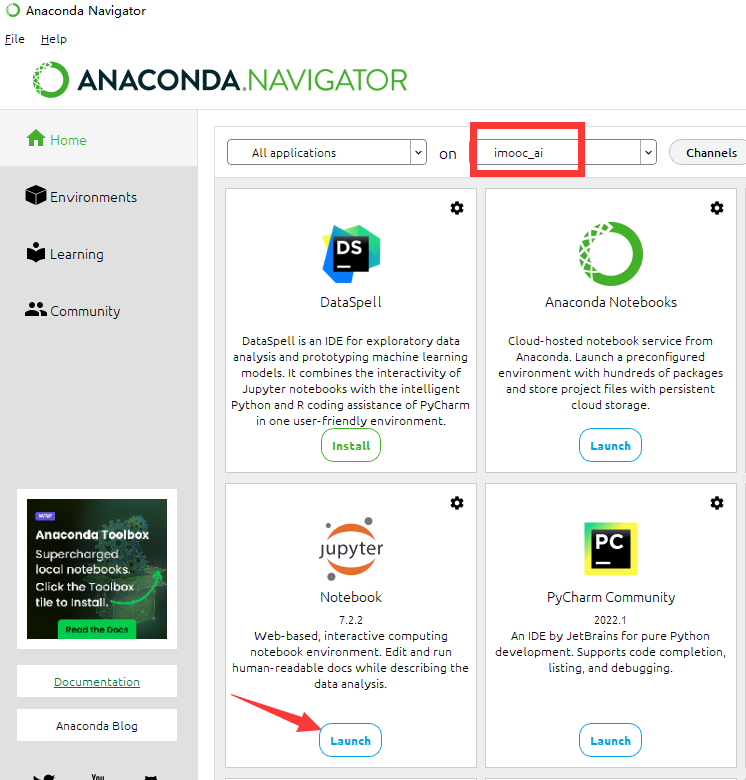 Anaconda Navigator
File Help
ANACONDA.NAVIGATOR
Home
Environments
Learning
Community
NEW
Anaconda Toolbox
Supercharged
local notebooks.
Click the Toolbox
tile to Install.
Read the Docs
Documentation
Anaconda Blog
You
All applications on imooc_ai Channels
DS
DataSpell
DataSpell is an IDE for exploratory data
analysis and prototyping machine learning
models. It combines the interactivity of
Jupyter notebooks with the intelligent
Python and R coding assistance of PyCharm
in one user-friendly environment.
Install
Anaconda Notebooks
Cloud-hosted notebook service from
Anaconda. Launch a preconfigured
environment with hundreds of packages
and store project files with persistent
cloud storage.
Launch
jupyter
Notebook
7.2.2
Web-based, interactive computing
notebook environment. Edit and run
human-readable docs while describing the
data analysis.
Launch
PC
PyCharm Community
2022.1
An IDE by JetBrains for pure Python
development. Supports code completion,
listing, and debugging.
Launch